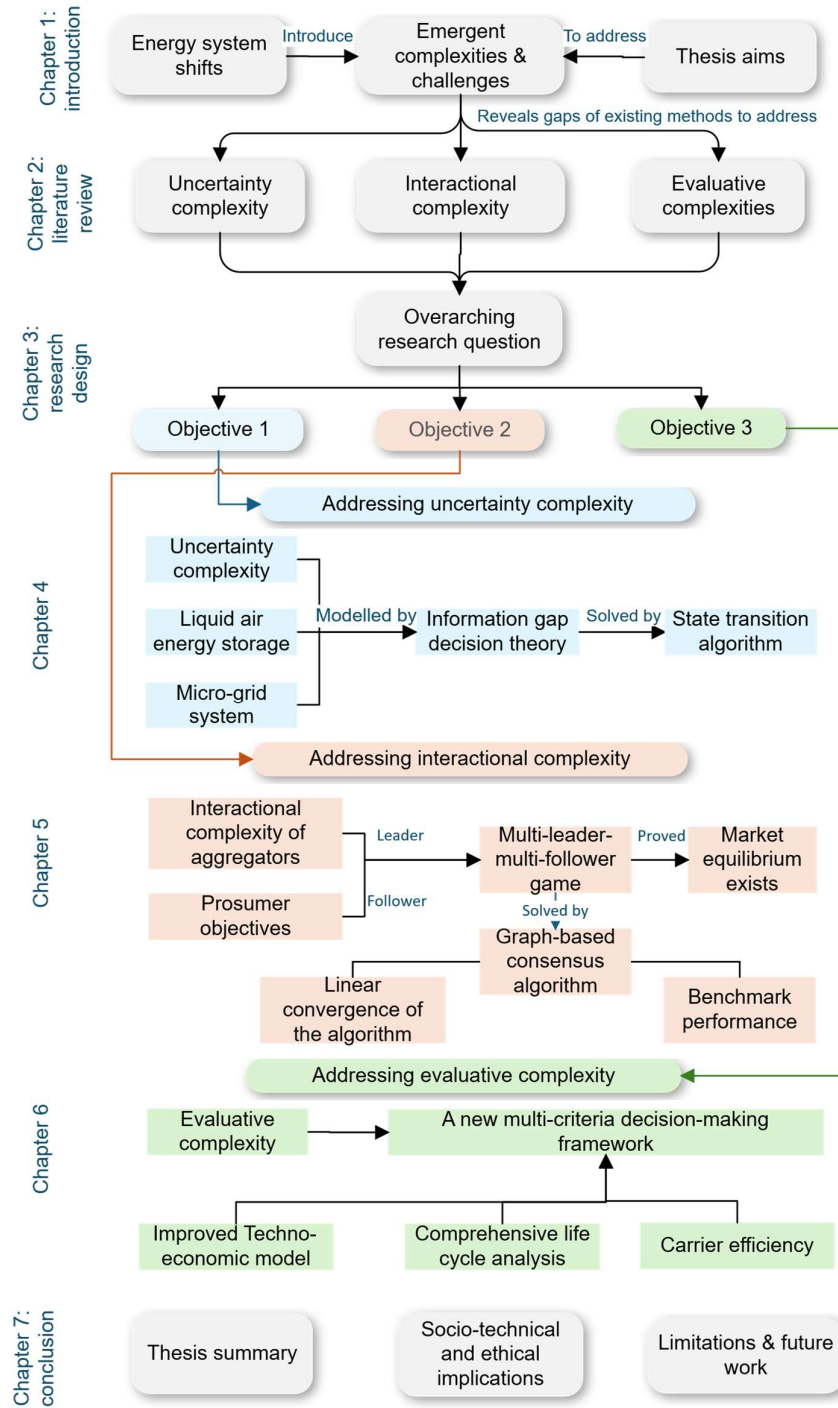 Chapter 1:
introduction
Energy system
shifts
Introduce
Emergent
complexities &
challenges
To address
Thesis aims
Reveals gaps of existing methods to address
Chapter 2:
literature
review
Uncertainty
complexity
Interactional
complexity
Evaluative
complexities
Chapter 3:
research
design
Overarching
research question
Objective 1
Objective 2
Objective 3
Addressing uncertainty complexity
Chapter 4
Uncertainty
complexity
Liquid air
energy storage
Micro-grid
system
Modelled by
Information gap
decision theory
Solved by
State transition
algorithm
Addressing interactional complexity
Chapter 5
Interactional
complexity of
aggregators
Prosumer
objectives
Leader
Follower
Multi-leader-
multi-follower
game
Proved
Market
equilibrium
exists
Solved by
Graph-based
consensus
algorithm
Linear
convergence of
the algorithm
Benchmark
performance
Addressing evaluative complexity
Chapter 6
Evaluative
complexity
A new multi-criteria decision-making
framework
Improved Techno-
economic model
Comprehensive life
cycle analysis
Carrier efficiency
Chapter 7:
conclusion
Thesis summary
Socio-technical
and ethical
implications
Limitations & future
work